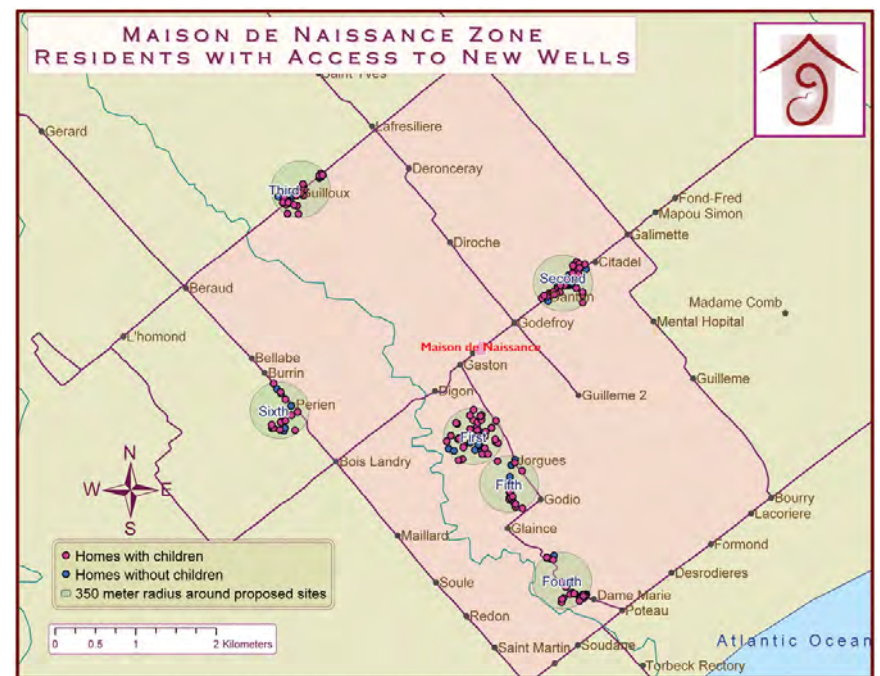 MAISON DE NAISSANCE ZONE
RESIDENTS WITH ACCESS TO NEW WELLS
Saint Yves
Gerard
Lafresiliere
Deronceray
Third
Guilloux
Fond-Fred
Mapou Simon
Galimette
Diroche
Citadel
Second
Beraud
Madame Comb
Mental Hopital
Godefroy
L'homond
Maison de Naissance
Bellabe
Gaston
Burrin
Guilleme
Digon
Guilleme 2
Perien
Sixth
First
Bois Landry
Jorgues
N
W E
S
Fifth
Godio
Bourry
Lacoriere
Glaince
Maillard
Formond
Homes with children
Homes without children
350 meter radius around proposed sites
Desrodieres
Fourth
Soule
Dame Marie
Poteau
Redon
0 0.5 1 2 Kilometers
Atlantic Ocean
Saint Martin
Soudane
Torbeck Rectory